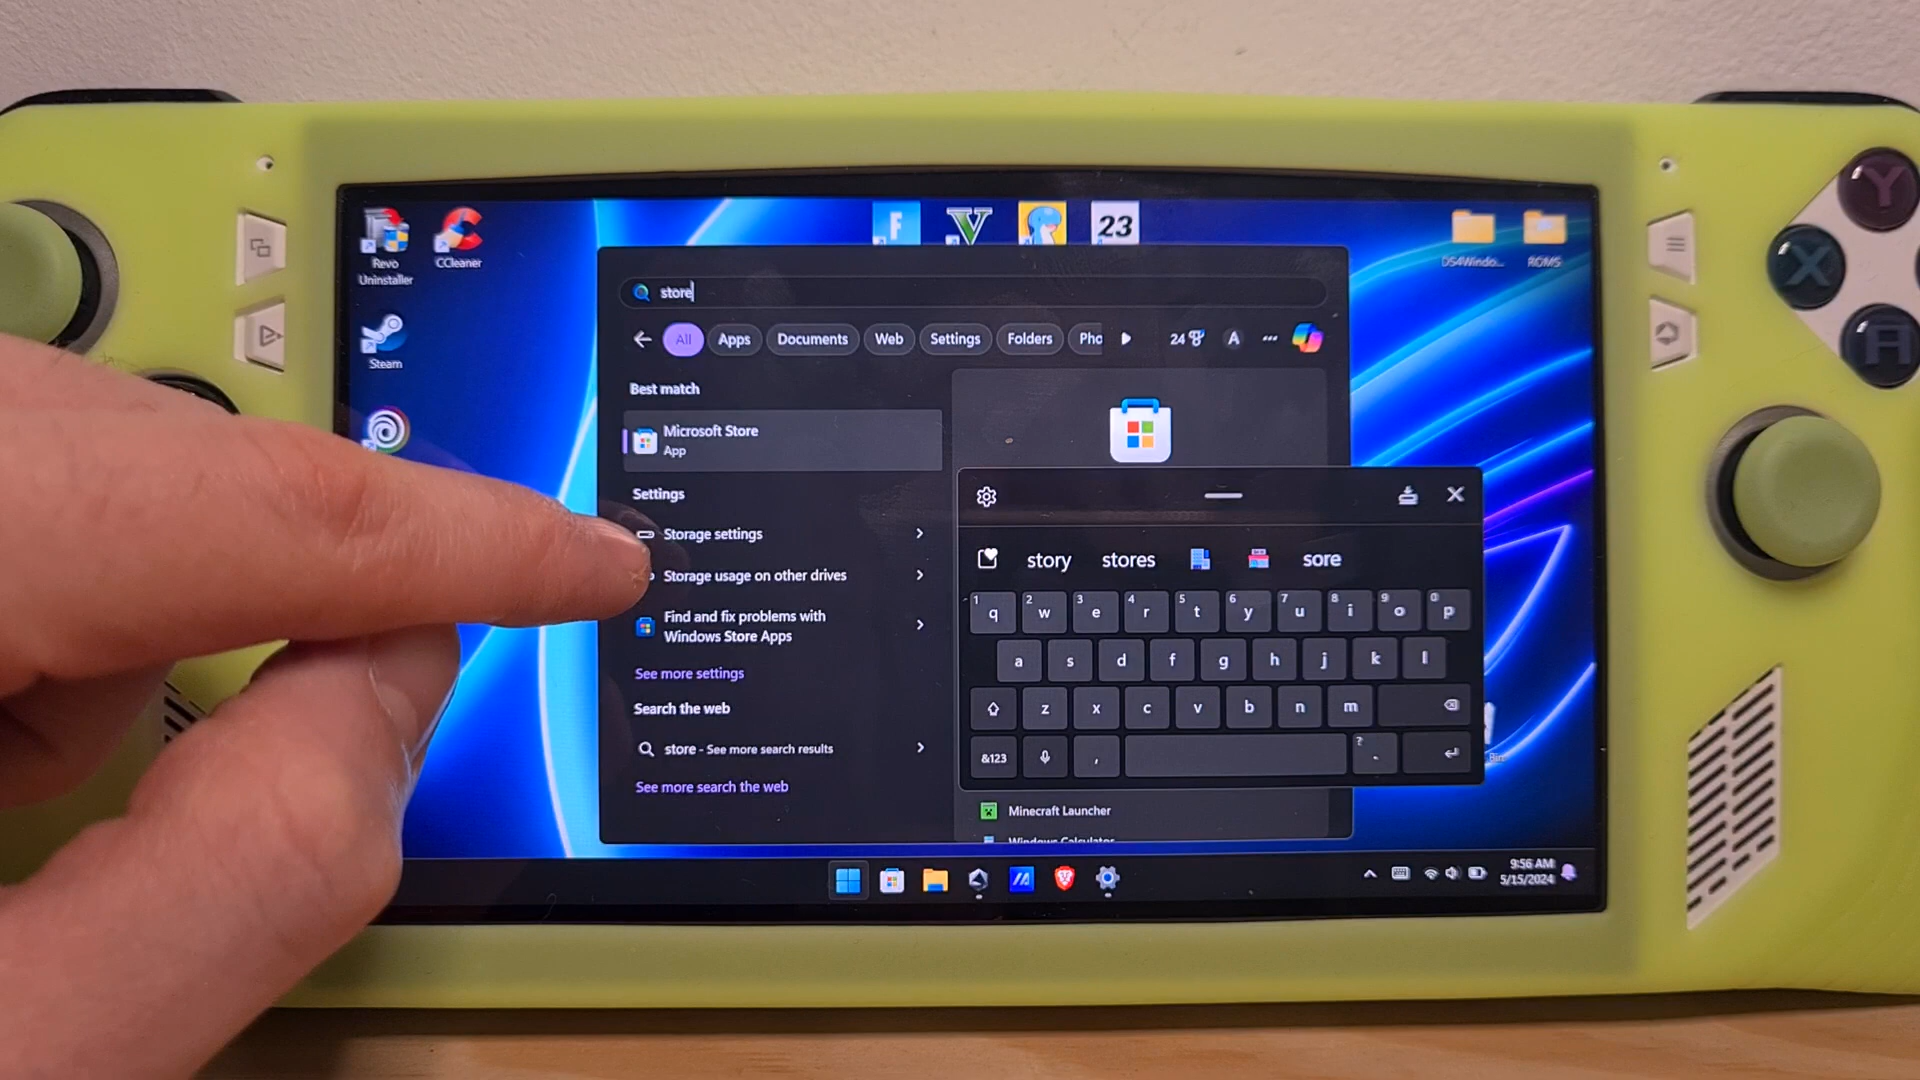 Revo
Uninstaller
CCleaner
F
V
23
DS4Windo...
ROMS
Steam
store
All
Apps
Documents
Web
Settings
Folders
Pho
24
A
Best match
Microsoft Store
App
Settings
Storage settings
Storage usage on other drives
Find and fix problems with
Windows Store Apps
See more settings
Search the web
store - See more search results
See more search the web
story stores sore
1 q 2 w 3 e 4 r 5 t 6 y 7 u 8 i 9 o 0 p
a s d f g h j k l
z x c v b n m
&123 , ? .
Minecraft Launcher
Windows Calculator
9:56 AM
5/15/2024
Y
X
A